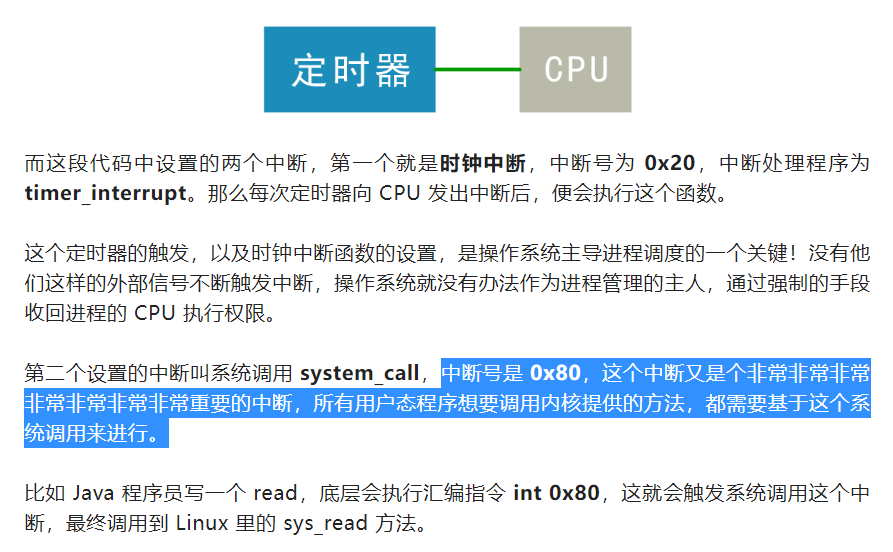 定时器
CPU
而这段代码中设置的两个中断，第一个就是时钟中断，中断号为 0x20，中断处理程序为
timer_interrupt。那么每次定时器向 CPU 发出中断后，便会执行这个函数。
这个定时器的触发，以及时钟中断函数的设置，是操作系统主导进程调度的一个关键！没有他
们这样的外部信号不断触发中断，操作系统就没有办法作为进程管理的主人，通过强制的手段
收回进程的 CPU 执行权限。
第二个设置的中断叫系统调用 system_call，中断号是 0x80，这个中断又是个非常非常非常
非常非常非常非常重要的中断，所有用户态程序想要调用内核提供的方法，都需要基于这个系
统调用来进行。
比如 Java 程序员写一个 read，底层会执行汇编指令 int 0x80，这就会触发系统调用这个中
断，最终调用到 Linux 里的 sys_read 方法。